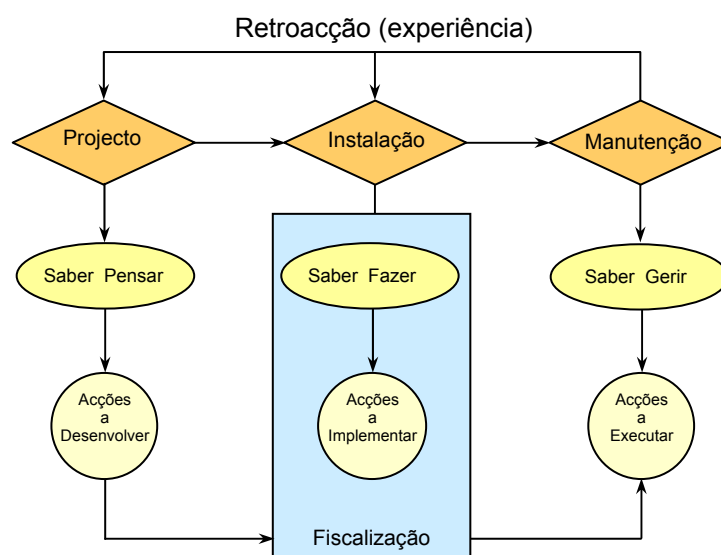 Retroacção (experiência)
Projecto
Instalação
Manutenção
Saber Pensar
Saber Fazer
Saber Gerir
Acções
a
Desenvolver
Acções
a
Implementar
Acções
a
Executar
Fiscalização